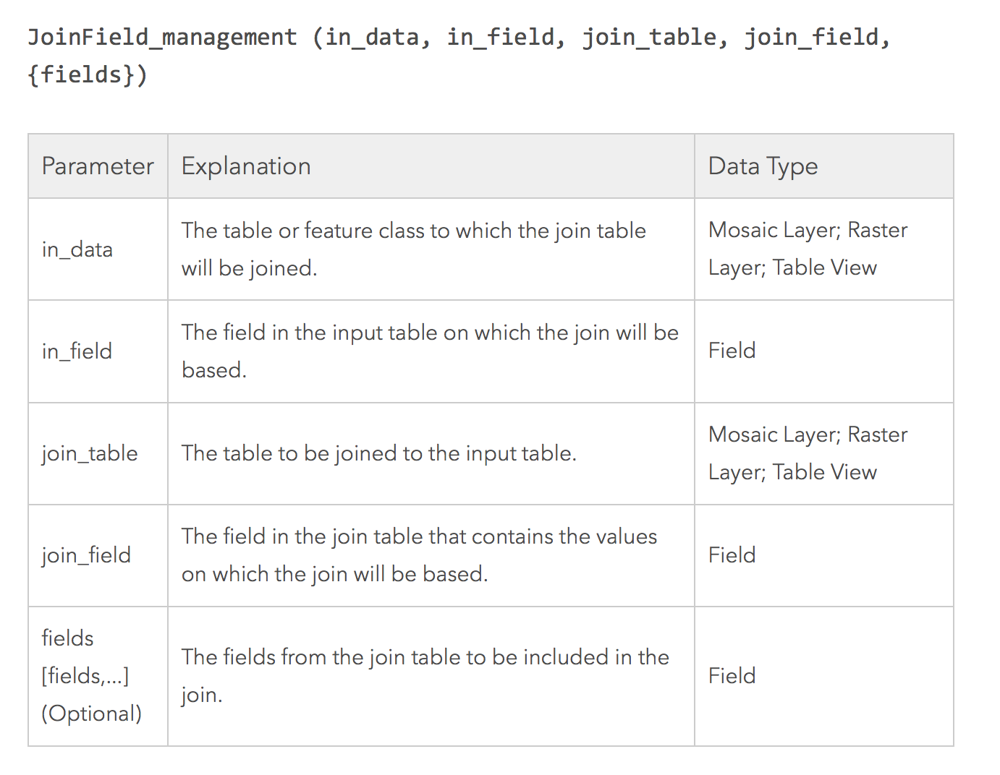 JoinField_management (in_data, in_field, join_table, join_field,
{fields})
Parameter Explanation Data Type
in_data
The table or feature class to which the join table
will be joined.
Mosaic Layer; Raster
Layer; Table View
in_field
The field in the input table on which the join will be
based.
Field
join_table
The table to be joined to the input table.
Mosaic Layer; Raster
Layer; Table View
join_field
The field in the join table that contains the values
on which the join will be based.
Field
fields
[fields,...]
(Optional)
The fields from the join table to be included in the
join.
Field